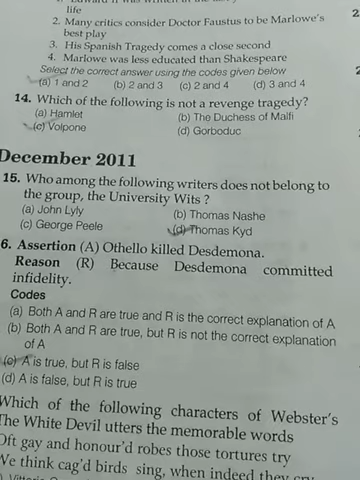 life
2. Many critics consider Doctor Faustus to be Marlowe's
best play
3. His Spanish Tragedy comes a close second
4. Marlowe was less educated than Shakespeare
Select the correct answer using the codes given below
(a) 1 and 2 (b) 2 and 3 (c) 2 and 4 (d) 3 and 4
14. Which of the following is not a revenge tragedy?
(a) Hamlet (b) The Duchess of Malfi
(c) Volpone (d) Gorboduc
December 2011
15. Who among the following writers does not belong to
the group, the University Wits ?
(a) John Lyly (b) Thomas Nashe
(c) George Peele (d) Thomas Kyd
6. Assertion (A) Othello killed Desdemona.
Reason (R) Because Desdemona committed
infidelity.
Codes
(a) Both A and R are true and R is the correct explanation of A
(b) Both A and R are true, but R is not the correct explanation
of A
(c) A is true, but R is false
(d) A is false, but R is true
Which of the following characters of Webster's
The White Devil utters the memorable words
Oft gay and honour'd robes those tortures try
We think cag'd birds sing, when indeed they cry